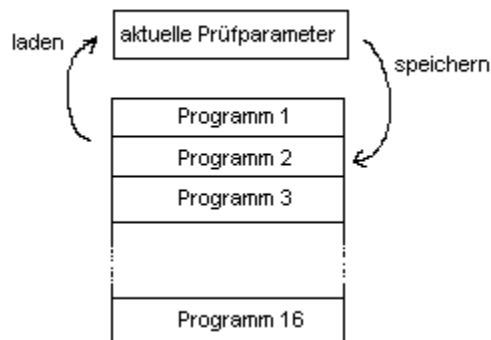 aktuelle Prüfparameter
laden
speichern
Programm 1
Programm 2
Programm 3
Programm 16